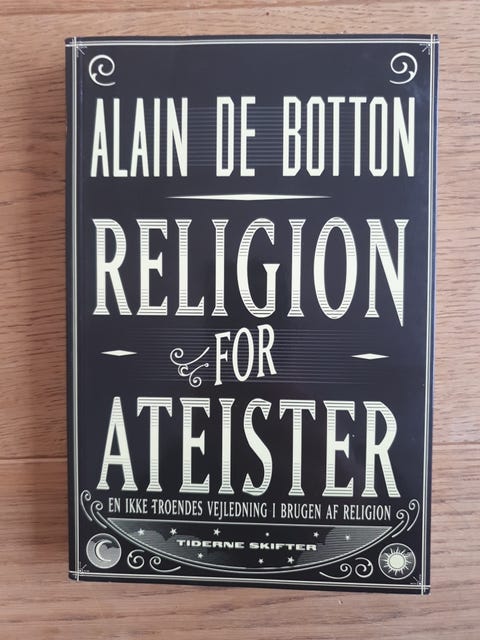 ALAIN DE BOTTON
RELIGION
FOR
ATEISTER
EN IKKE TROENDES VEJLEDNING I BRUGEN AF RELIGION
TIDERNE SKIFTER